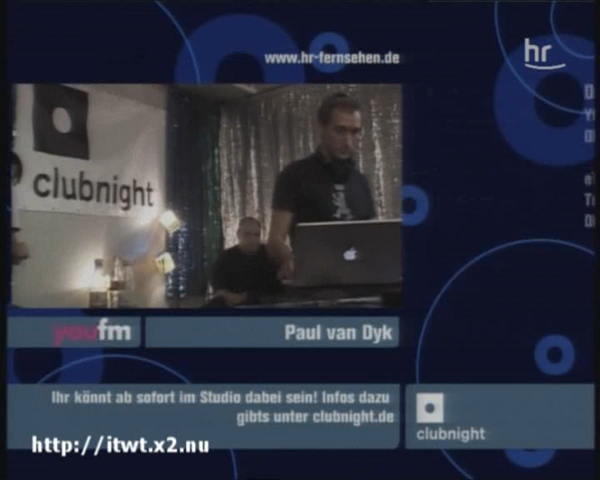 www.hr-fernsehen.de
hr
clubnight
youfm
Paul van Dyk
Ihr könnt ab sofort im Studio dabei sein! Infos dazu
gibts unter clubnight.de
clubnight
http://itwt.x2.nu